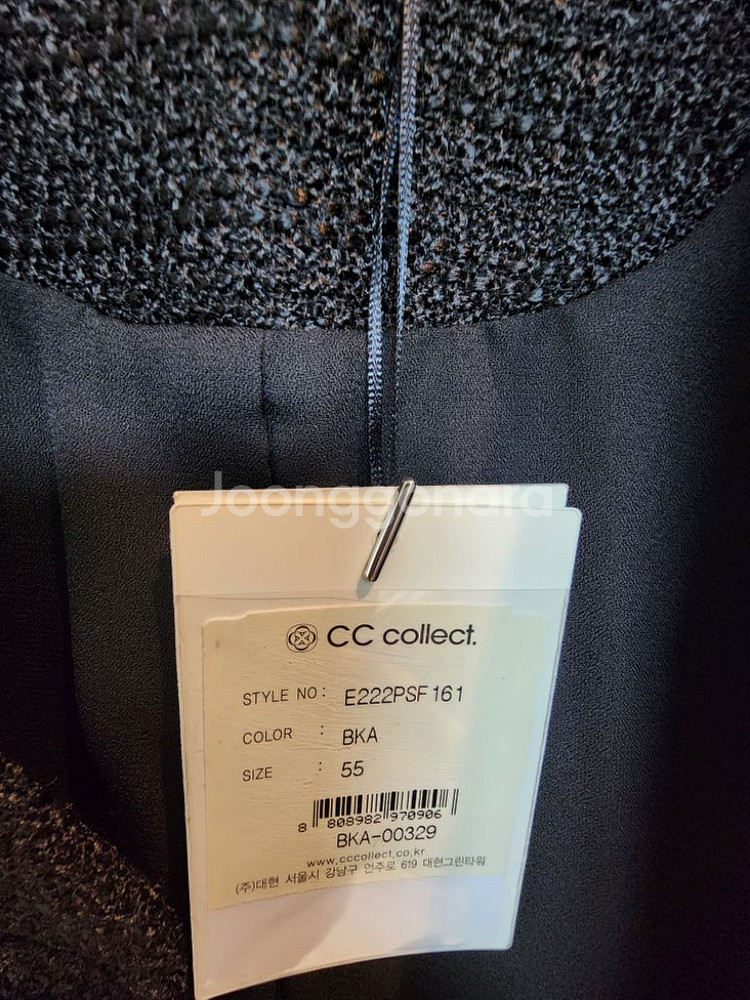 Joonggonara
CC collect.
STYLE NO: E222PSF161
COLOR : BKA
SIZE : 55
8 808982 970906
BKA-00329
www.cccollect.co.kr
(주)대현 서울시 강남구 언주로 619 대현그린타워